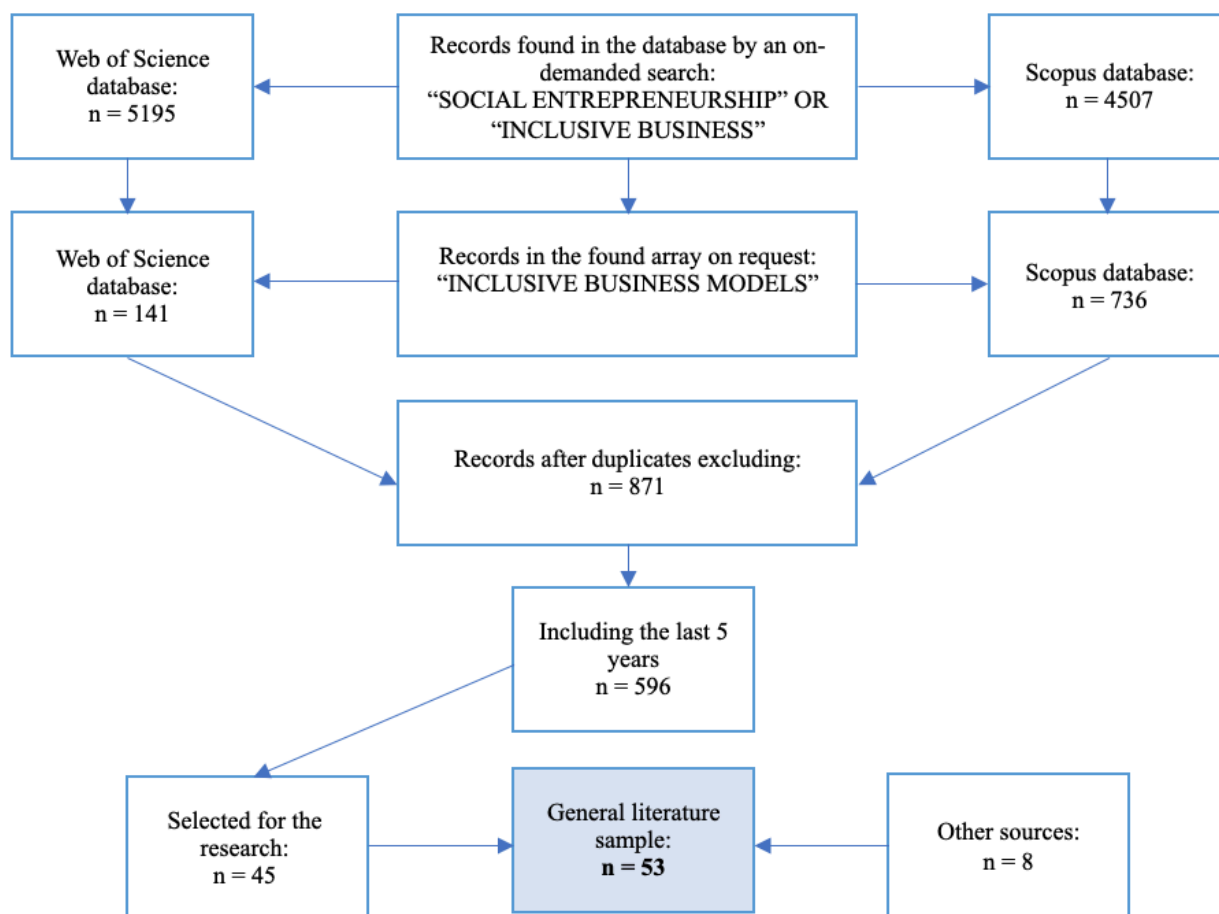 Web of Science
database:
n = 5195
Records found in the database by an on-
demanded search:
“SOCIAL ENTREPRENEURSHIP” OR
“INCLUSIVE BUSINESS”
Scopus database:
n = 4507
Web of Science
database:
n = 141
Records in the found array on request:
“INCLUSIVE BUSINESS MODELS”
Scopus database:
n = 736
Records after duplicates excluding:
n = 871
Including the last 5
years
n = 596
Selected for the
research:
n = 45
General literature
sample:
n = 53
Other sources:
n = 8